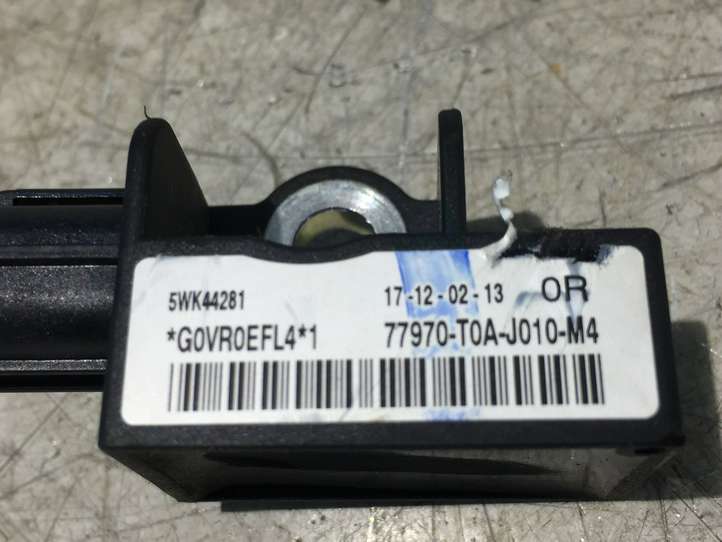 5WK44281 17-12-02-13 OR
*G0VR0EFL4*1 77970-T0A-J010-M4